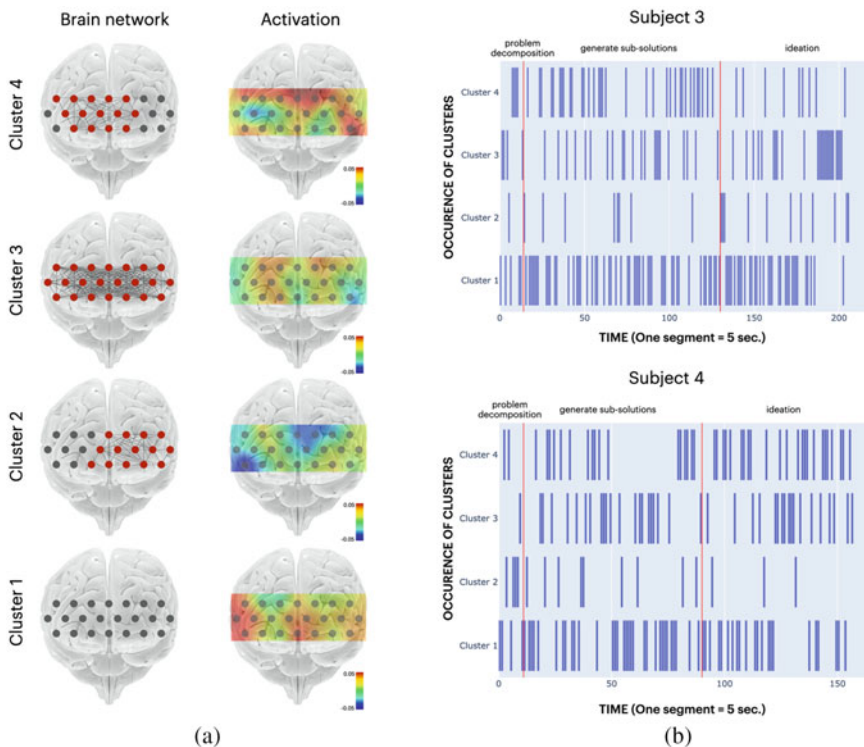 Brain network
Activation
Cluster 4
0.05
-0.05
Cluster 3
0.05
-0.05
Cluster 2
0.05
-0.05
Cluster 1
0.05
-0.05
(a)
Subject 3
problem
decomposition
generate sub-solutions
ideation
OCCURENCE OF CLUSTERS
Cluster 4
Cluster 3
Cluster 2
Cluster 1
0
50
100
150
200
TIME (One segment = 5 sec.)
Subject 4
problem
decomposition
generate sub-solutions
ideation
OCCURENCE OF CLUSTERS
Cluster 4
Cluster 3
Cluster 2
Cluster 1
0
50
100
150
TIME (One segment = 5 sec.)
(b)